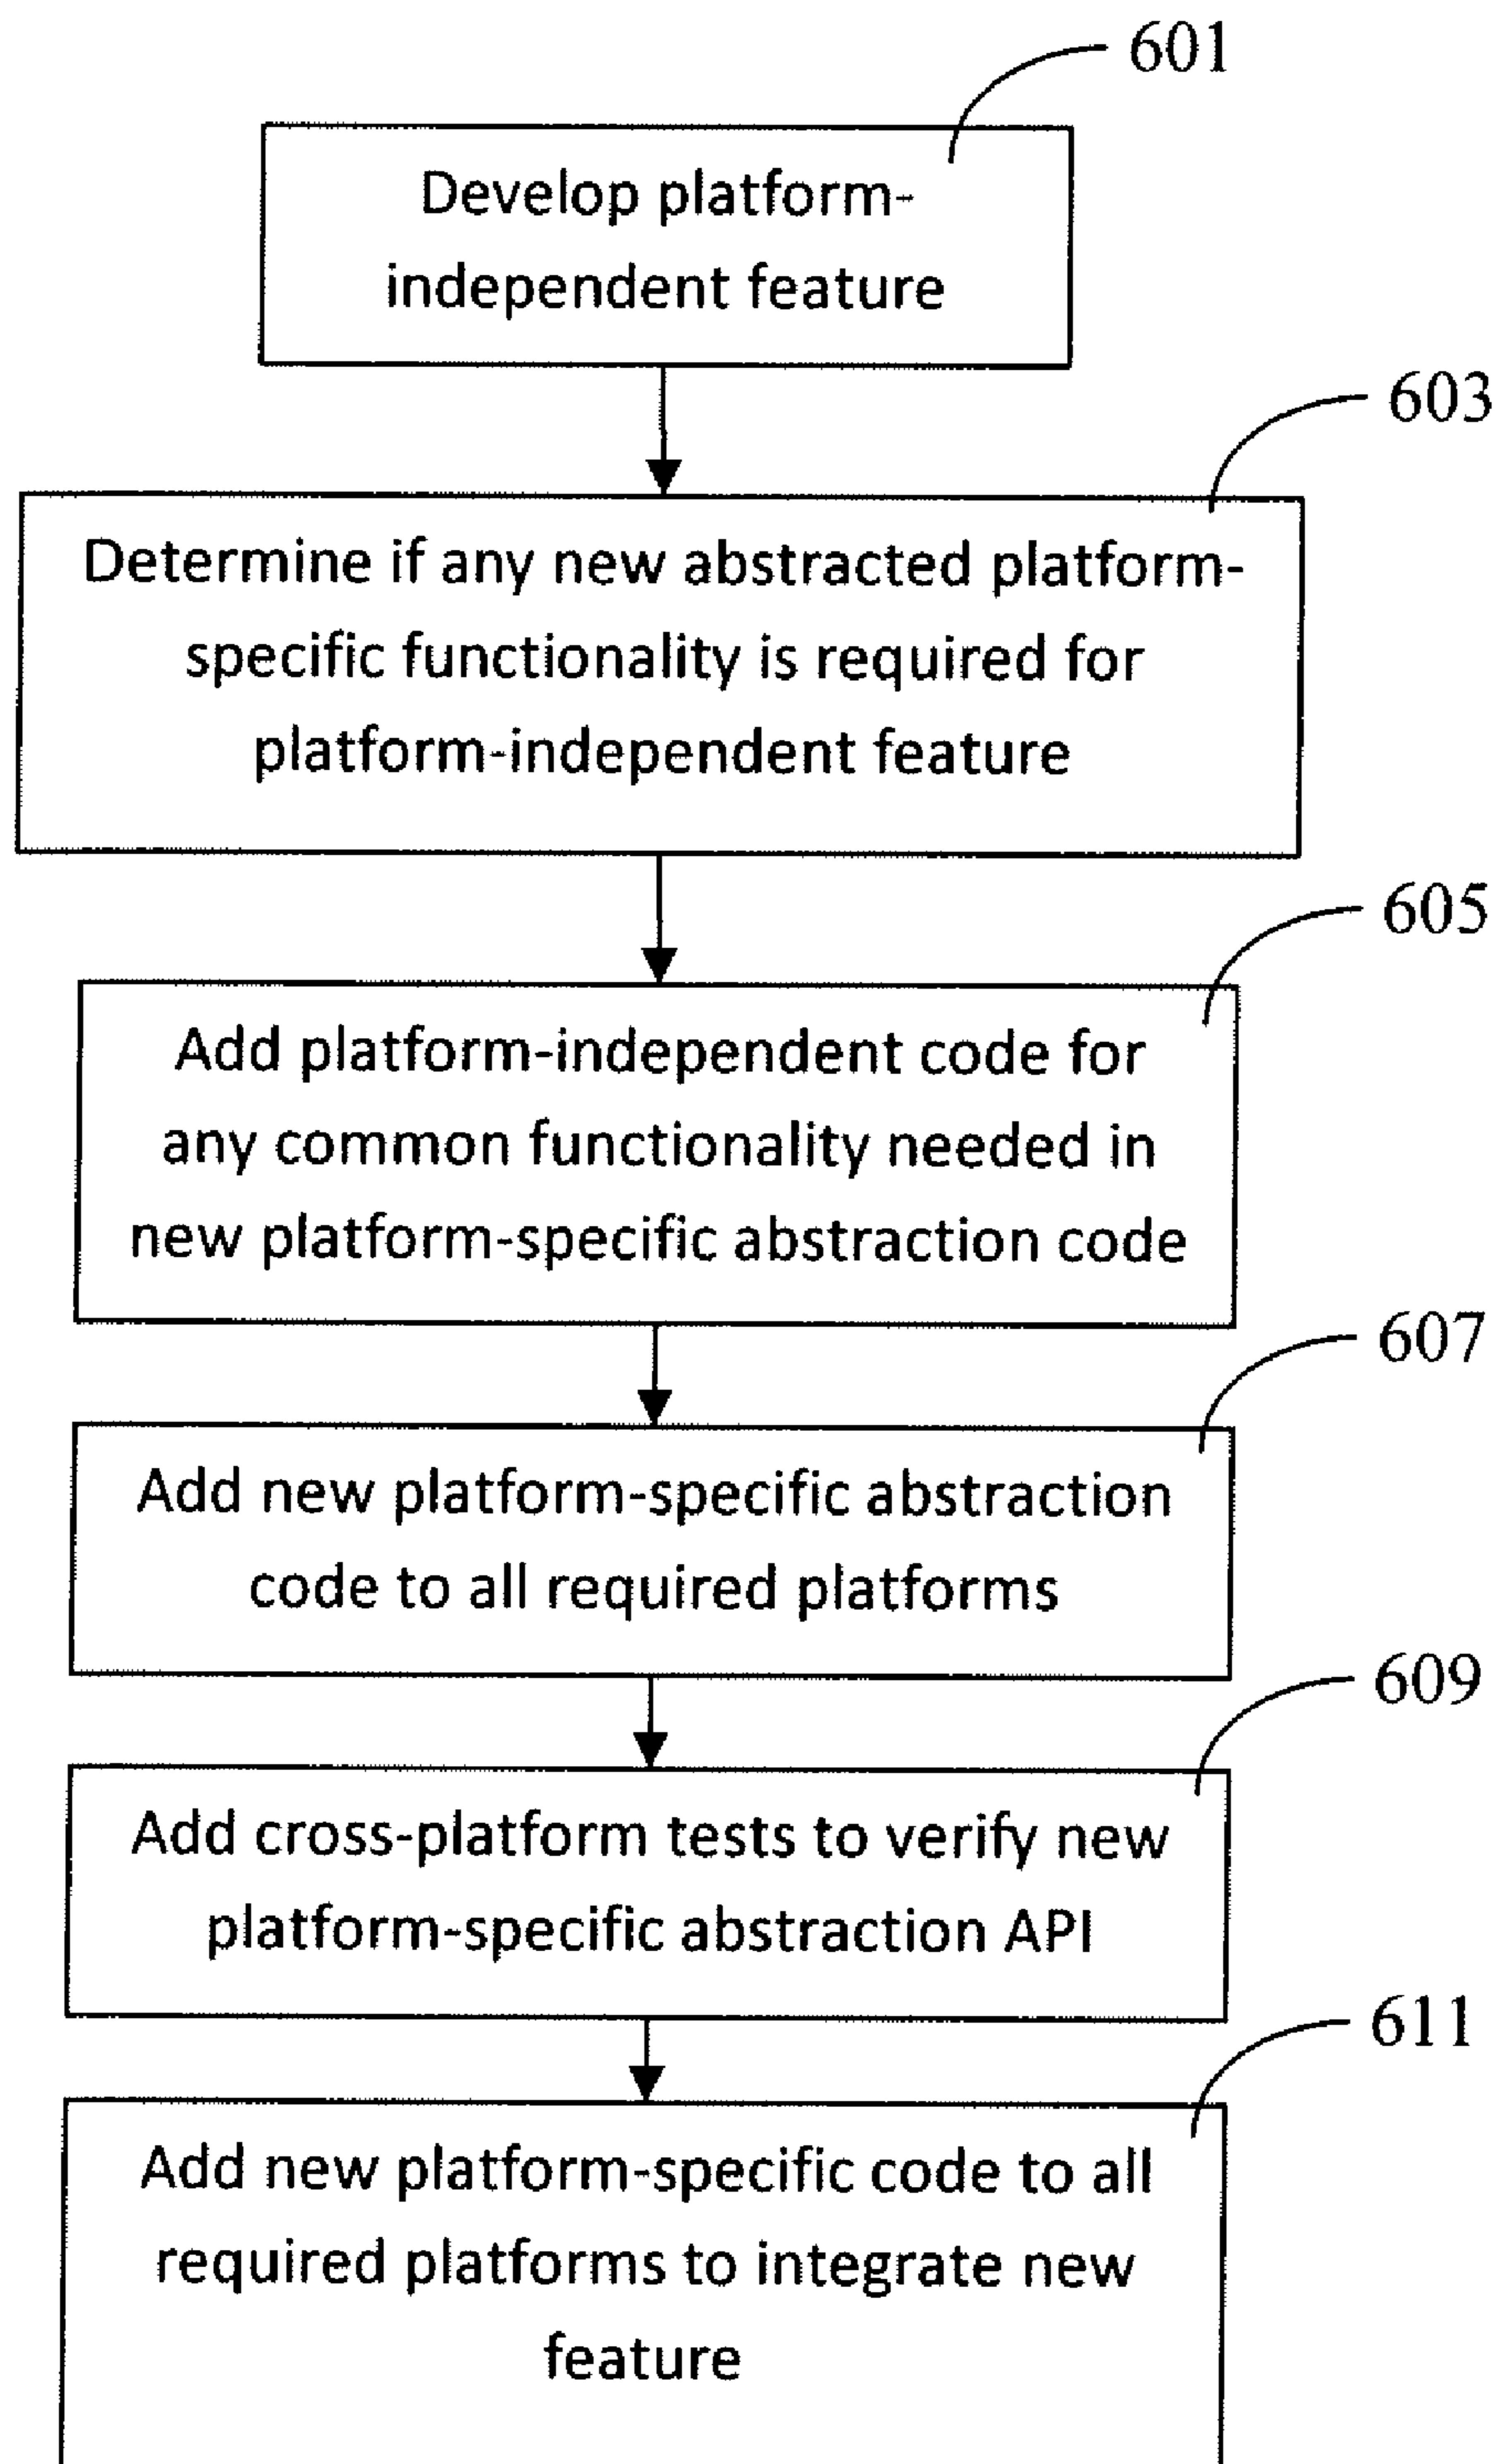 601
Develop platform-
independent feature
603
Determine if any new abstracted platform-
specific functionality is required for
platform-independent feature
605
Add platform-independent code for
any common functionality needed in
new platform-specific abstraction code
607
Add new platform-specific abstraction
code to all required platforms
609
Add cross-platform tests to verify new
platform-specific abstraction API
611
Add new platform-specific code to all
required platforms to integrate new
feature